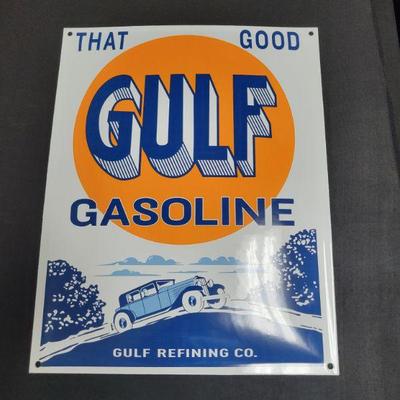 THAT GOOD
GULF
GASOLINE
GULF REFINING CO.